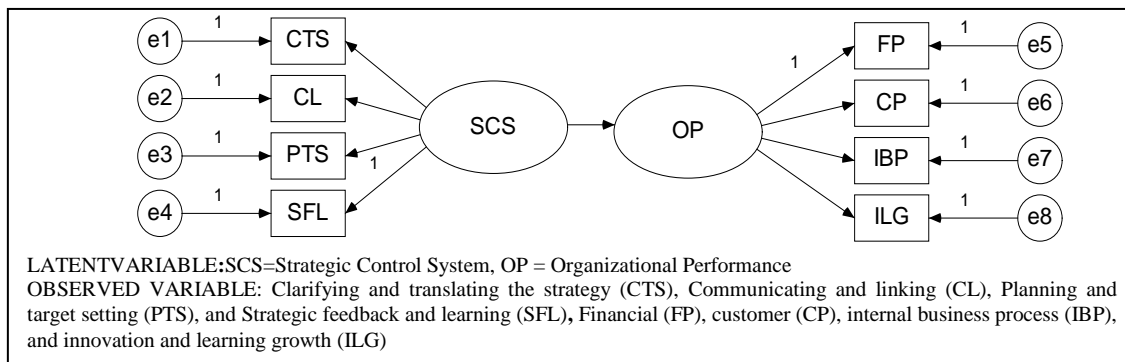 e1 1 CTS
e2 1 CL
e3 1 PTS
e4 1 SFL
1
SCS
OP
1
FP 1 e5
CP 1 e6
IBP 1 e7
ILG 1 e8
LATENTVARIABLE:SCS=Strategic Control System, OP = Organizational Performance
OBSERVED VARIABLE: Clarifying and translating the strategy (CTS), Communicating and linking (CL), Planning and
target setting (PTS), and Strategic feedback and learning (SFL), Financial (FP), customer (CP), internal business process (IBP),
and innovation and learning growth (ILG)